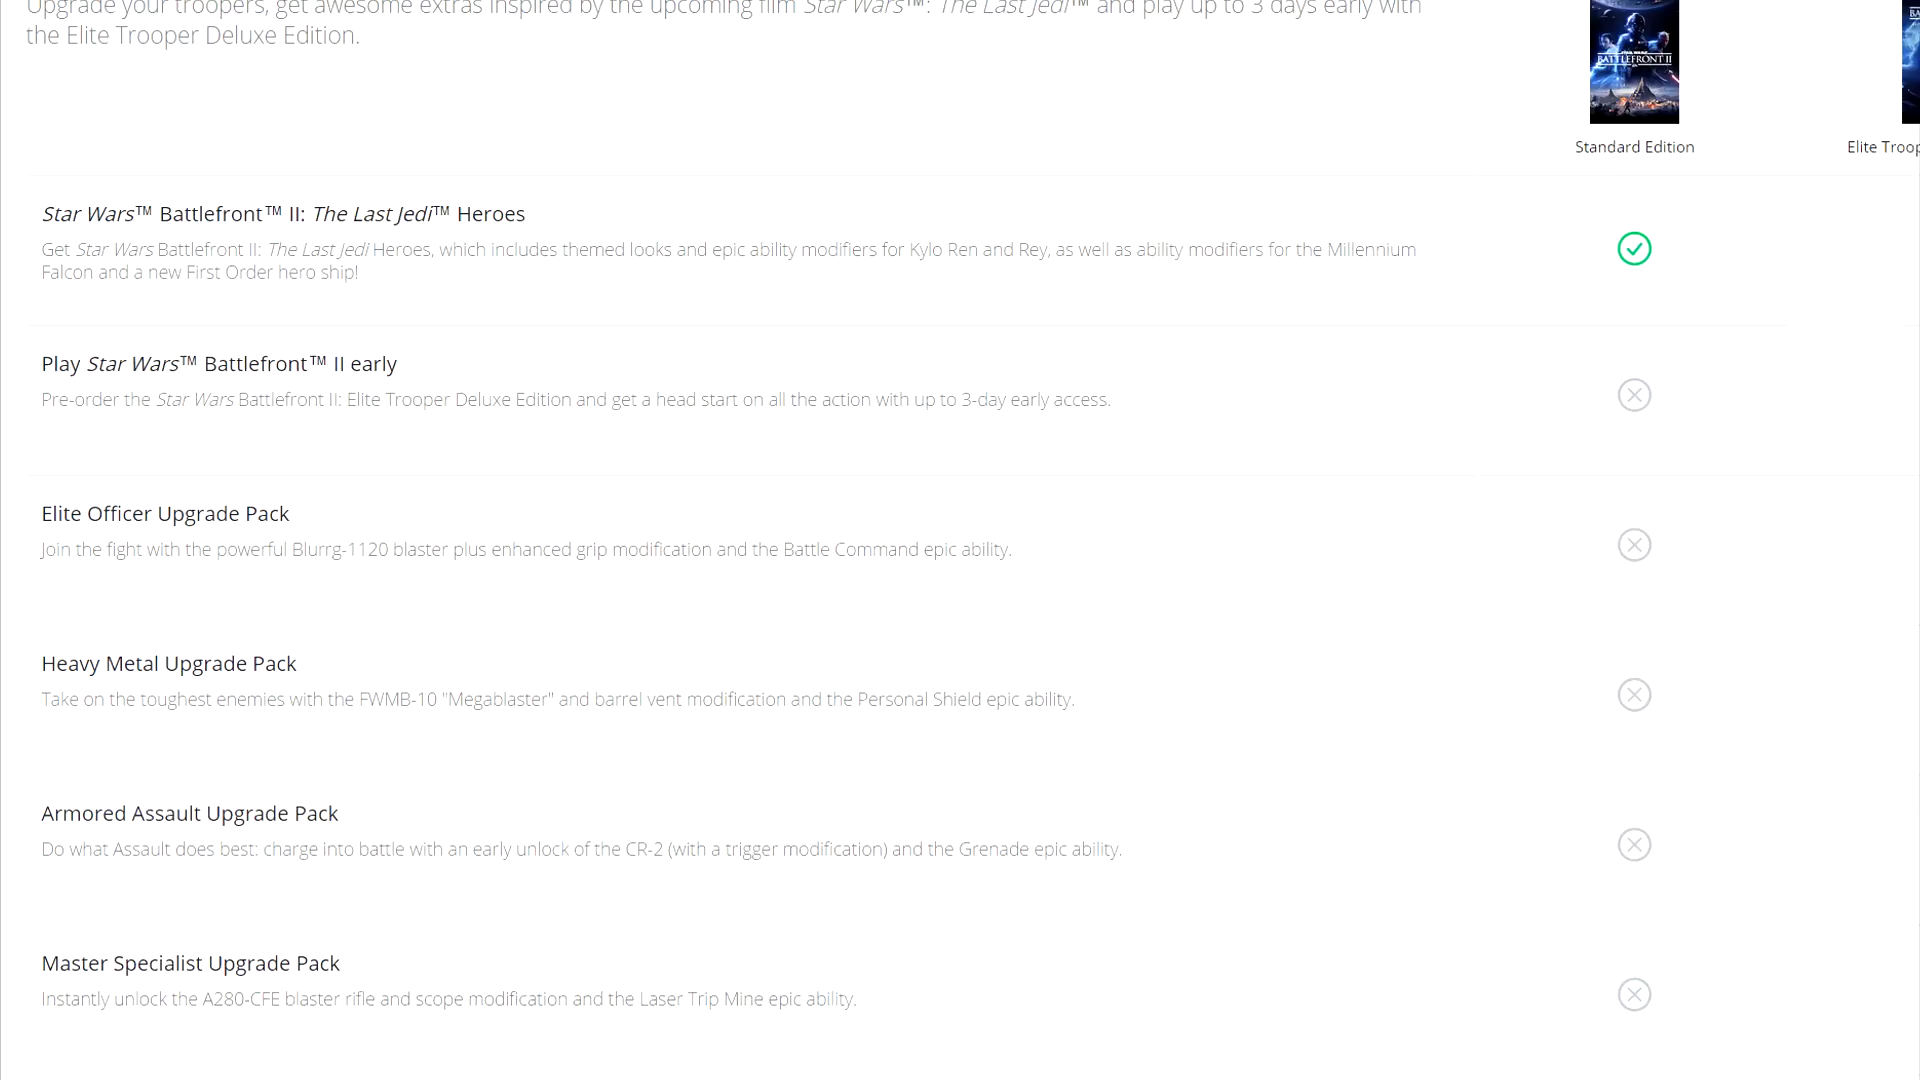 Upgrade your troopers, get awesome extras inspired by the upcoming film Star Wars™: The Last Jedi™ and play up to 3 days early with
the Elite Trooper Deluxe Edition.
STAR WARS
BATTLEFRONT II
Standard Edition
Elite Troop
Star Wars™ Battlefront™ II: The Last Jedi™ Heroes
Get Star Wars Battlefront II: The Last Jedi Heroes, which includes themed looks and epic ability modifiers for Kylo Ren and Rey, as well as ability modifiers for the Millennium
Falcon and a new First Order hero ship!
Play Star Wars™ Battlefront™ II early
Pre-order the Star Wars Battlefront II: Elite Trooper Deluxe Edition and get a head start on all the action with up to 3-day early access.
Elite Officer Upgrade Pack
Join the fight with the powerful Blurrg-1120 blaster plus enhanced grip modification and the Battle Command epic ability.
Heavy Metal Upgrade Pack
Take on the toughest enemies with the FWMB-10 "Megablaster" and barrel vent modification and the Personal Shield epic ability.
Armored Assault Upgrade Pack
Do what Assault does best: charge into battle with an early unlock of the CR-2 (with a trigger modification) and the Grenade epic ability.
Master Specialist Upgrade Pack
Instantly unlock the A280-CFE blaster rifle and scope modification and the Laser Trip Mine epic ability.